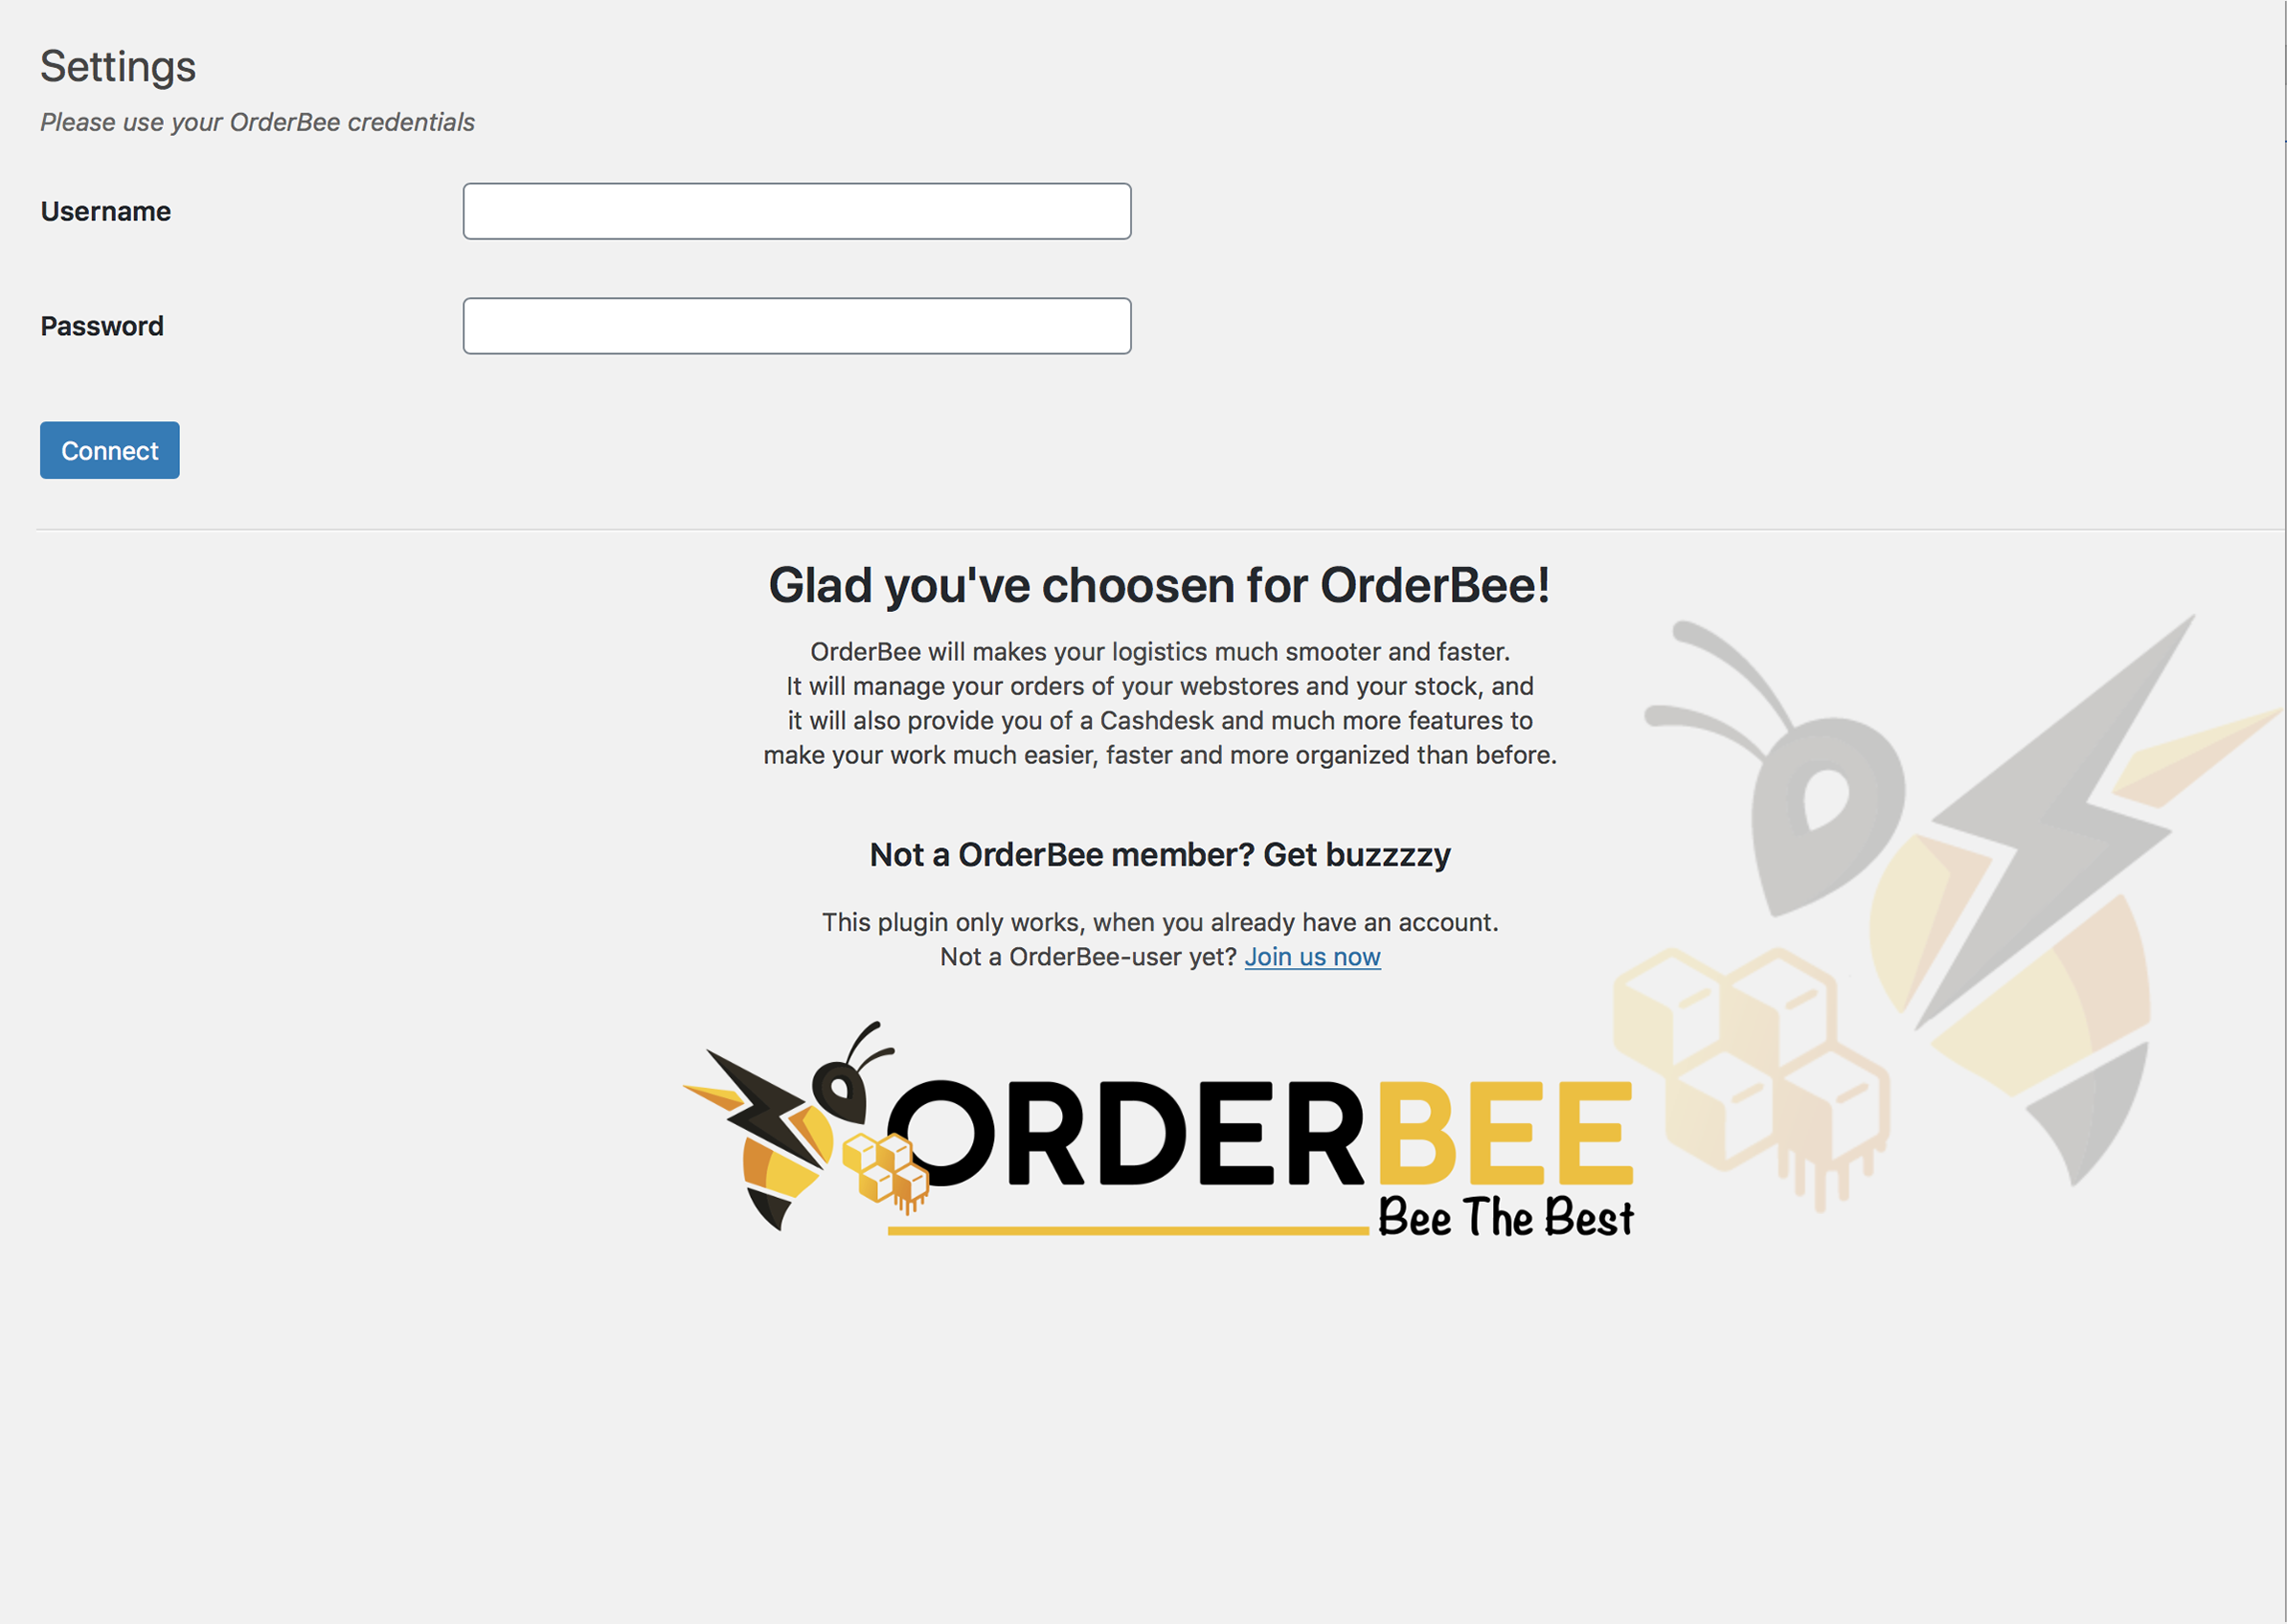 Settings
Please use your OrderBee credentials
Username
Password
Connect
Glad you've choosen for OrderBee!
OrderBee will makes your logistics much smooter and faster.
It will manage your orders of your webstores and your stock, and
it will also provide you of a Cashdesk and much more features to
make your work much easier, faster and more organized than before.
Not a OrderBee member? Get buzzzzy
This plugin only works, when you already have an account.
Not a OrderBee-user yet? Join us now
ORDERBEE
Bee The Best